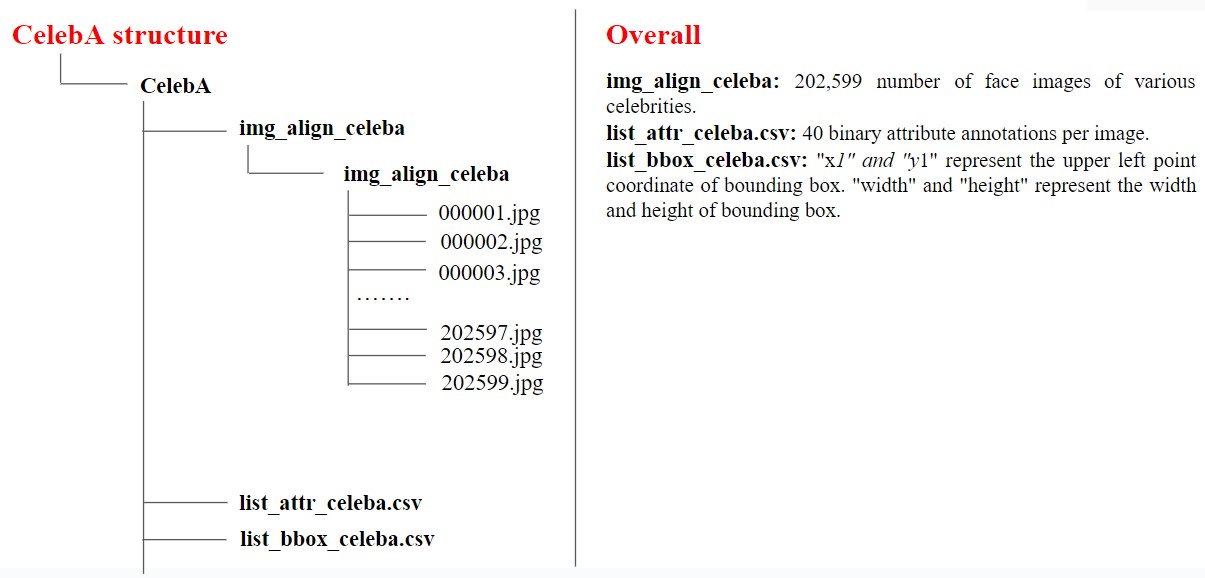 CelebA structure
CelebA
img_align_celeba
img_align_celeba
000001.jpg
000002.jpg
000003.jpg
.......
202597.jpg
202598.jpg
202599.jpg
list_attr_celeba.csv
list_bbox_celeba.csv
Overall
img_align_celeba: 202,599 number of face images of various
celebrities.
list_attr_celeba.csv: 40 binary attribute annotations per image.
list_bbox_celeba.csv: "x1" and "y1" represent the upper left point
coordinate of bounding box. "width" and "height" represent the width
and height of bounding box.